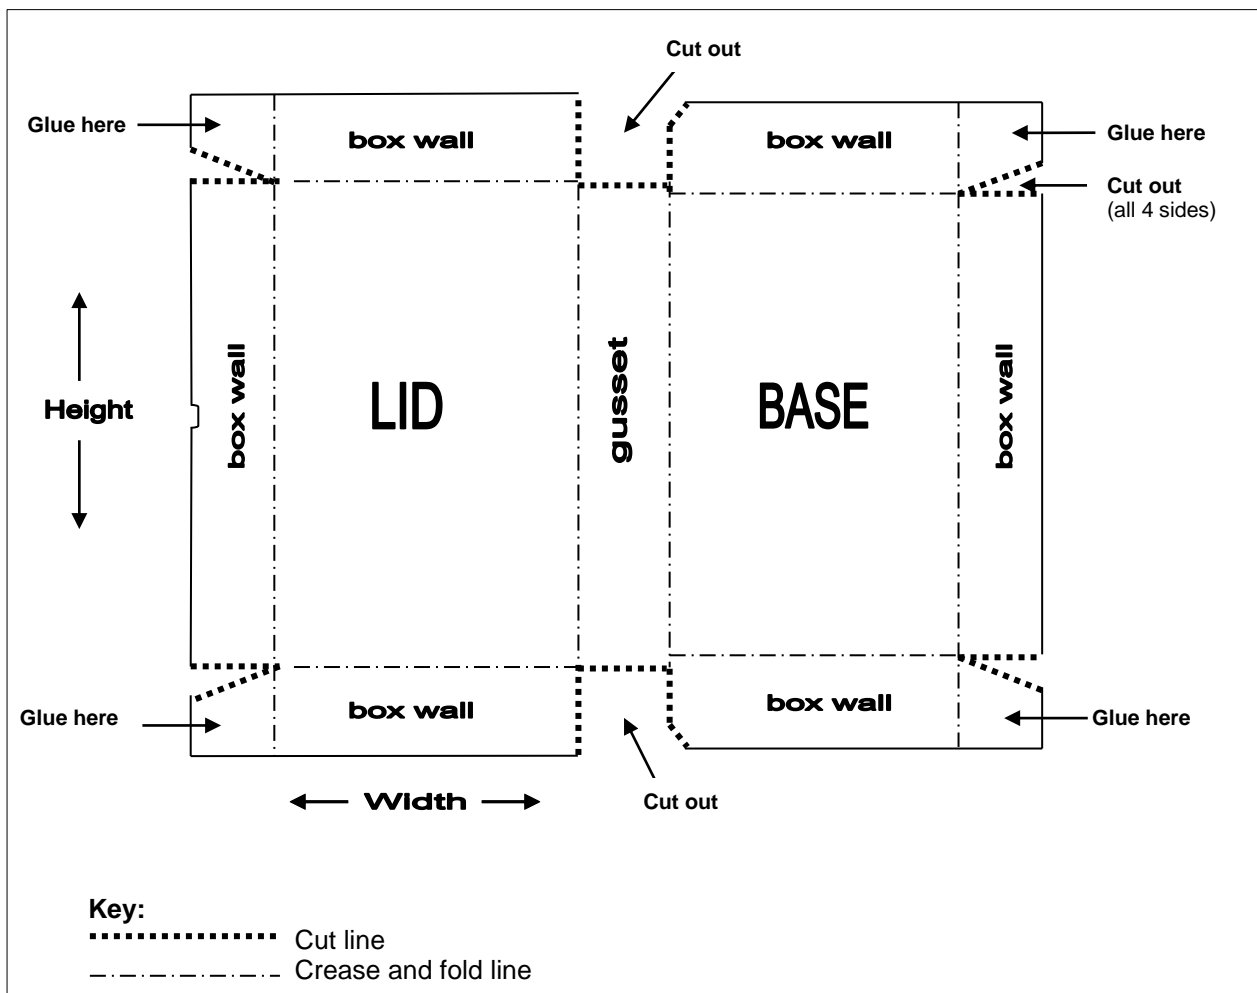 Cut out
Glue here
box wall
box wall
Glue here
Cut out
(all 4 sides)
Height
box wall
LID
gusset
BASE
box wall
Glue here
box wall
box wall
Glue here
Width
Cut out
Key:
Cut line
Crease and fold line